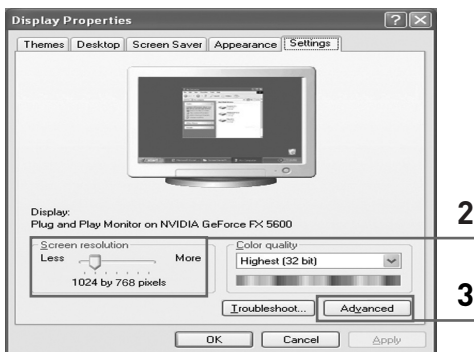 Display Properties
Themes Desktop Screen Saver Appearance Settings
Display:
Plug and Play Monitor on NVIDIA GeForce FX 5600
Screen resolution
Less More
1024 by 768 pixels
Color quality
Highest (32 bit)
2
Troubleshoot... Advanced
3
OK Cancel Apply